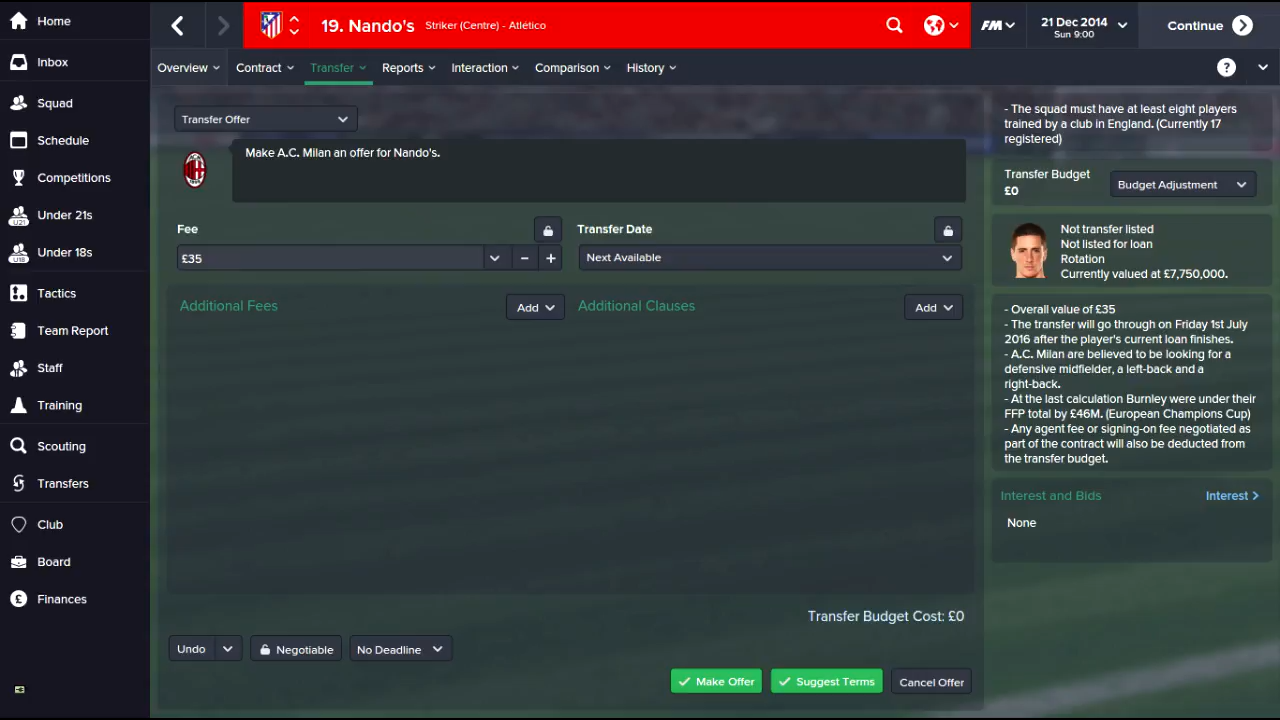 Home
Inbox
Squad
Schedule
Competitions
Under 21s
Under 18s
Tactics
Team Report
Staff
Training
Scouting
Transfers
Club
Board
Finances
19. Nando's Striker (Centre) - Atlético
FM
21 Dec 2014
Sun 9:00
Continue
Overview Contract Transfer Reports Interaction Comparison History
?
Transfer Offer
Make A.C. Milan an offer for Nando's.
Fee
£35
Transfer Date
Next Available
Additional Fees Add
Additional Clauses Add
Transfer Budget Cost: £0
Undo Negotiable No Deadline
Make Offer Suggest Terms Cancel Offer
- The squad must have at least eight players
trained by a club in England. (Currently 17
registered)
Transfer Budget
£0
Budget Adjustment
Not transfer listed
Not listed for loan
Rotation
Currently valued at £7,750,000.
- Overall value of £35
- The transfer will go through on Friday 1st July
2016 after the player's current loan finishes.
- A.C. Milan are believed to be looking for a
defensive midfielder, a left-back and a
right-back.
- At the last calculation Burnley were under their
FFP total by £46M. (European Champions Cup)
- Any agent fee or signing-on fee negotiated as
part of the contract will also be deducted from
the transfer budget.
Interest and Bids Interest >
None